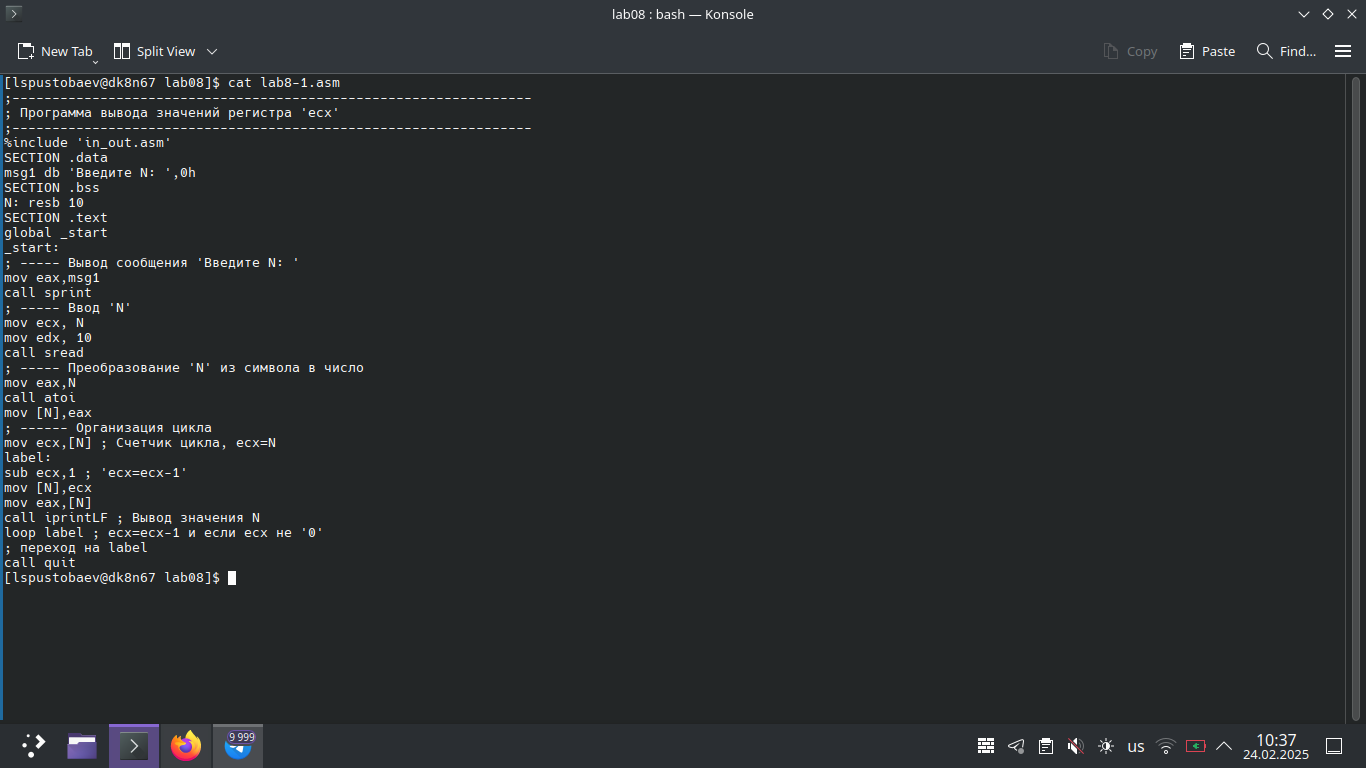 lab08 : bash — Konsole
New Tab
Split View
Copy
Paste
Find...
[lspustobaev@dk8n67 lab08]$ cat lab8-1.asm
;-----------------------------------------------------------------
; Программа вывода значений регистра 'ecx'
;-----------------------------------------------------------------
%include 'in_out.asm'
SECTION .data
msg1 db 'Введите N: ',0h
SECTION .bss
N: resb 10
SECTION .text
global _start
_start:
; ----- Вывод сообщения 'Введите N: '
mov eax,msg1
call sprint
; ----- Ввод 'N'
mov ecx, N
mov edx, 10
call sread
; ----- Преобразование 'N' из символа в число
mov eax,N
call atoi
mov [N],eax
; ------ Организация цикла
mov ecx,[N] ; Счетчик цикла, ecx=N
label:
sub ecx,1 ; 'ecx=ecx-1'
mov [N],ecx
mov eax,[N]
call iprintLF ; Вывод значения N
loop label ; ecx=ecx-1 и если ecx не '0'
; переход на label
call quit
[lspustobaev@dk8n67 lab08]$
9 999
us
10:37
24.02.2025